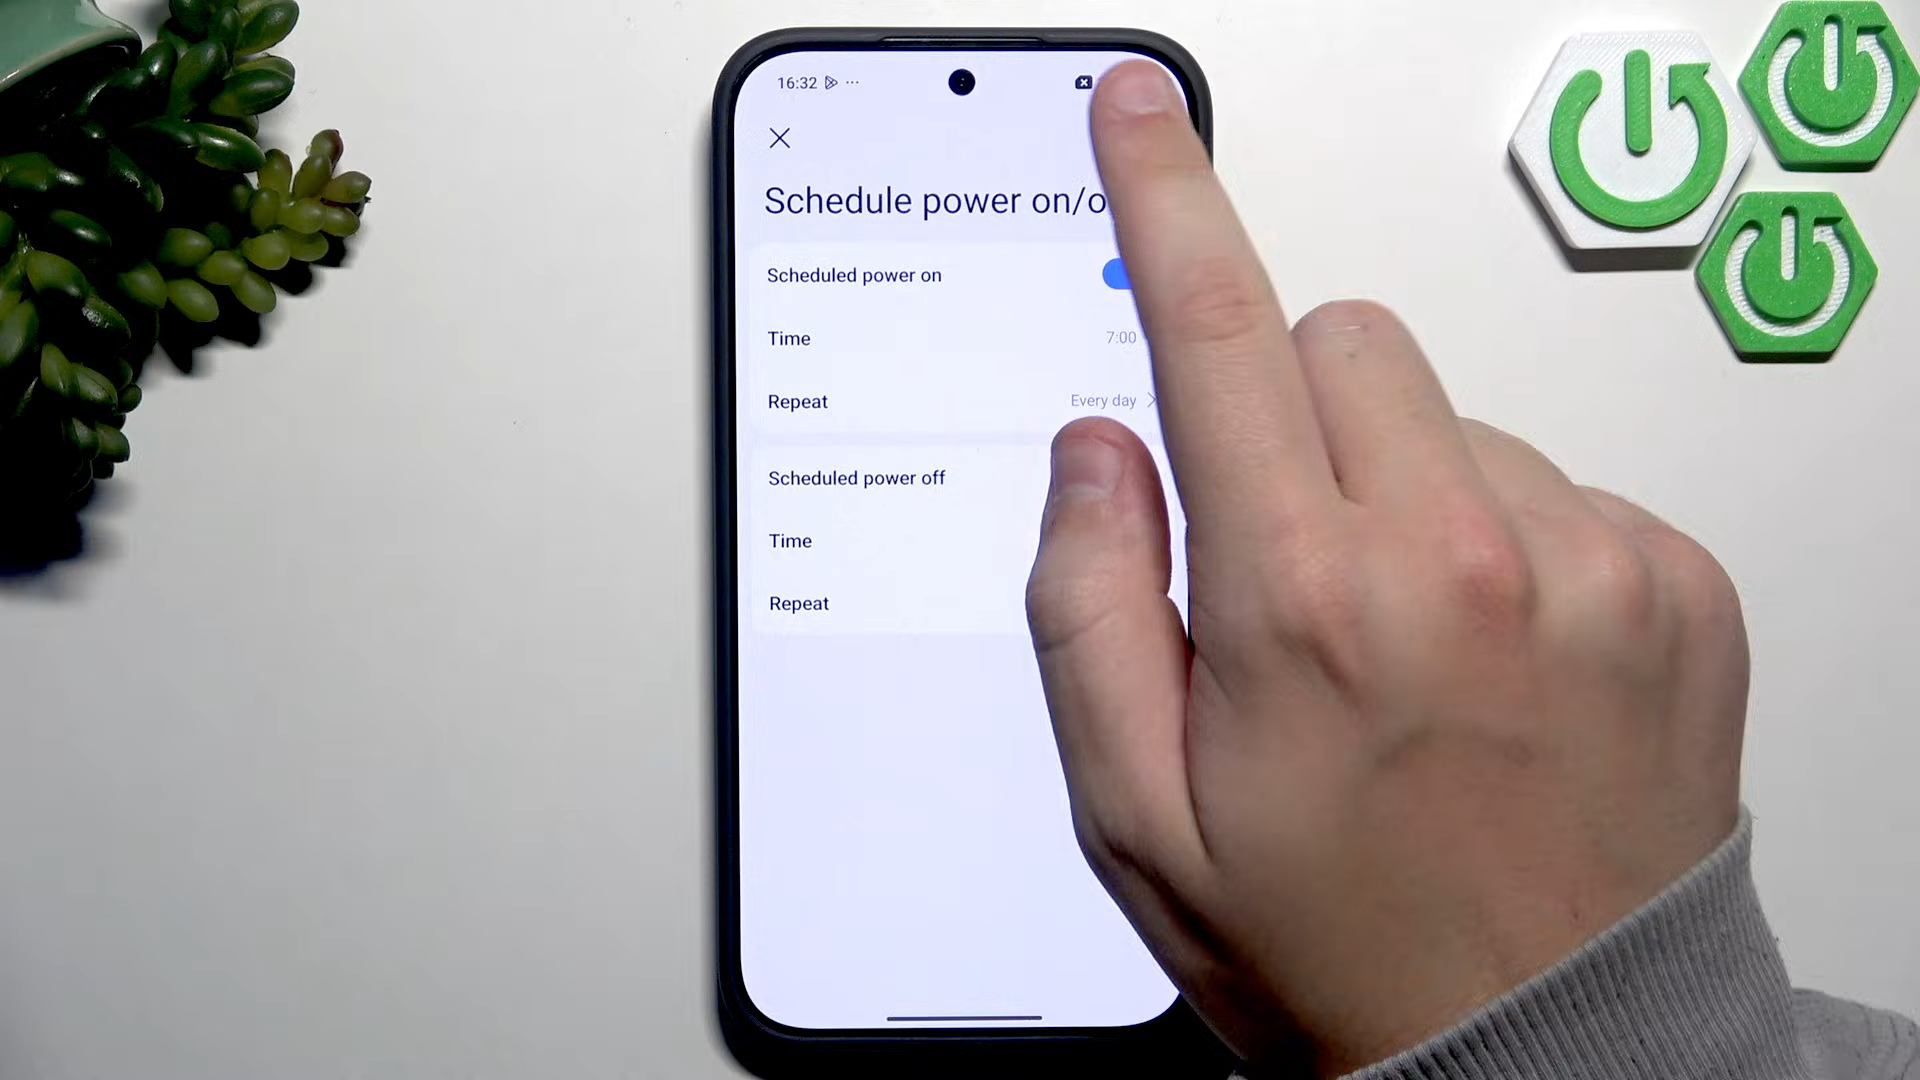 16:32
Schedule power on/o
Scheduled power on
Time 7:00
Repeat Every day
Scheduled power off
Time
Repeat